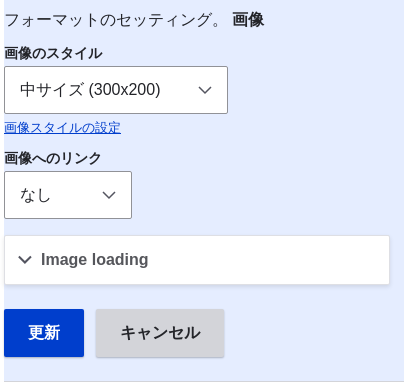 フォーマットのセッティング。 画像
画像のスタイル
中サイズ (300x200)
画像スタイルの設定
画像へのリンク
なし
Image loading
更新 キャンセル